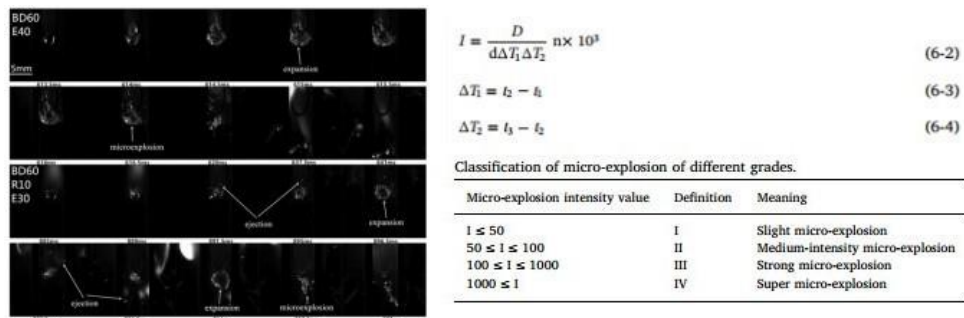 BD60
E40
5mm
expansion
microexplosion
BD60
R10
E30
ejection
expansion
ejection
expansion
microexplosion
I = D / dΔT₁ΔT₂ n× 10³ (6-2)
ΔT₁ = t₂ − t₁ (6-3)
ΔT₂ = t₃ − t₂ (6-4)
Classification of micro-explosion of different grades.
Micro-explosion intensity value Definition Meaning
I ≤ 50 I Slight micro-explosion
50 ≤ I ≤ 100 II Medium-intensity micro-explosion
100 ≤ I ≤ 1000 III Strong micro-explosion
1000 ≤ I IV Super micro-explosion